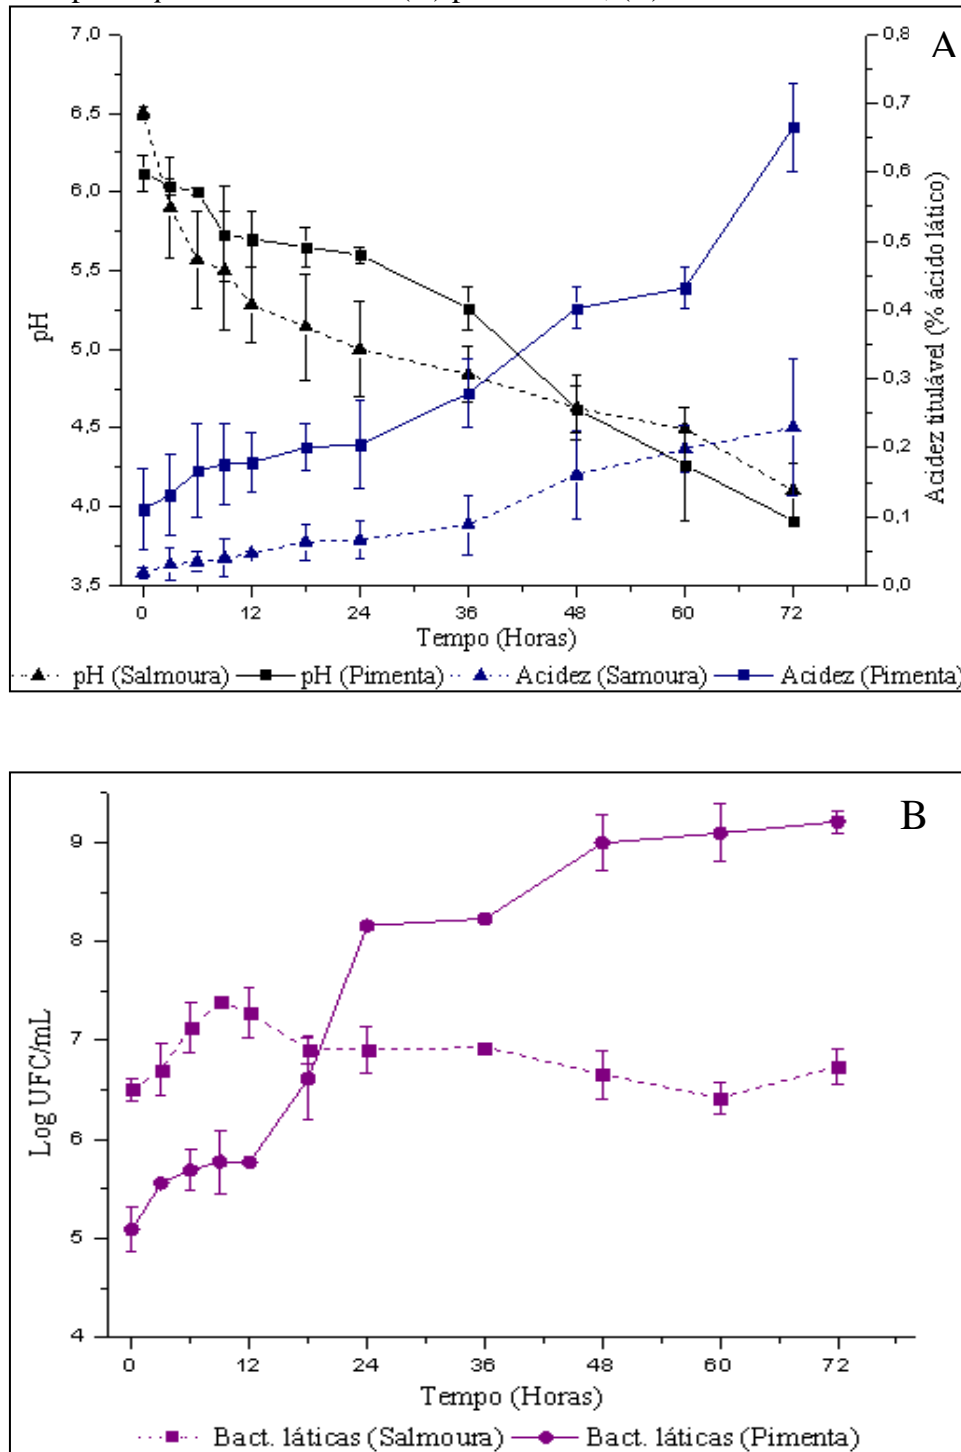 A
7,0
6,5
6,0
5,5
5,0
4,5
4,0
3,5
pH
0,8
0,7
0,6
0,5
0,4
0,3
0,2
0,1
0,0
Acidez titulável (% ácido lático)
0 12 24 36 48 60 72
Tempo (Horas)
pH (Salmoura) pH (Pimenta) Acidez (Samoura) Acidez (Pimenta)
B
9
8
7
6
5
4
Log UFC/mL
0 12 24 36 48 60 72
Tempo (Horas)
Bact. láticas (Salmoura) Bact. láticas (Pimenta)